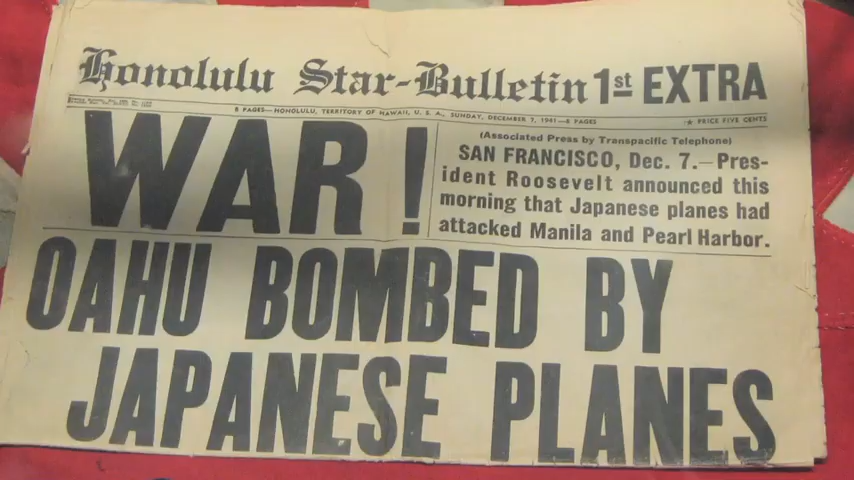 Honolulu Star-Bulletin 1st EXTRA
8 PAGES—HONOLULU, TERRITORY OF HAWAII, U. S. A., SUNDAY, DECEMBER 7, 1941—8 PAGES ★ PRICE FIVE CENTS
WAR!
(Associated Press by Transpacific Telephone)
SAN FRANCISCO, Dec. 7.—Pres-
ident Roosevelt announced this
morning that Japanese planes had
attacked Manila and Pearl Harbor.
OAHU BOMBED BY
JAPANESE PLANES